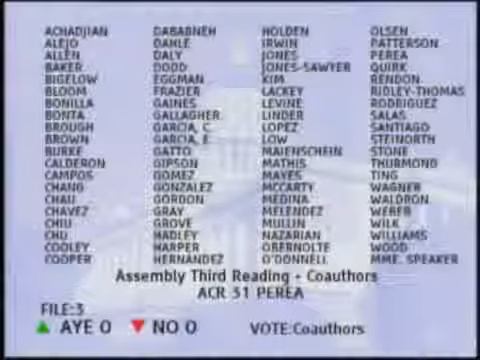 ACHADJIAN DABABNEH HOLDEN OLSEN
ALEJO DAHLE IRWIN PATTERSON
ALLEN DALY JONES PEREA
BAKER DODD JONES-SAWYER QUIRK
BIGELOW EGGMAN KIM RENDON
BLOOM FRAZIER LACKEY RIDLEY-THOMAS
BONILLA GAINES LEVINE RODRIGUEZ
BONTA GALLAGHER LINDER SALAS
BROUGH GARCIA, C. LOPEZ SANTIAGO
BROWN GARCIA, E. LOW STEINORTH
BURKE GATTO MAIENSCHEIN STONE
CALDERON GIPSON MATHIS THURMOND
CAMPOS GOMEZ MAYES TING
CHANG GONZALEZ MCCARTY WAGNER
CHAU GORDON MEDINA WALDRON
CHAVEZ GRAY MELENDEZ WEBER
CHIU GROVE MULLIN WILK
CHU HADLEY NAZARIAN WILLIAMS
COOLEY HARPER OBERNOLTE WOOD
COOPER HERNANDEZ O'DONNELL MME. SPEAKER
Assembly Third Reading - Coauthors
ACR 31 PEREA
FILE:3
AYE 0 NO 0 VOTE:Coauthors